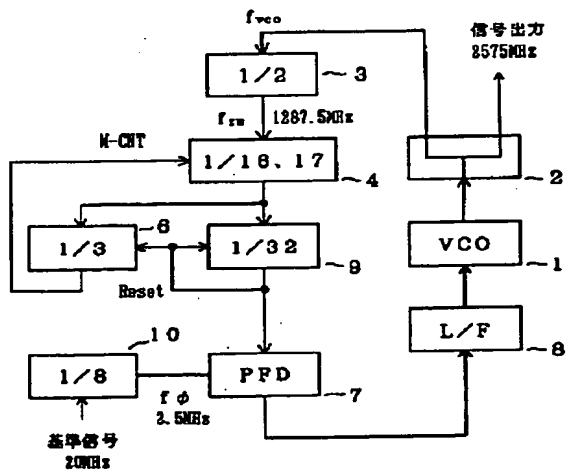 fvco
信号出力
2575MHz
1/2
3
fsw
1287.5MHz
M-CNT
1/16、17
4
2
6
1/3
1/32
9
VCO
1
Reset
L/F
8
10
1/8
PFD
7
fφ
2.5MHz
基準信号
20MHz